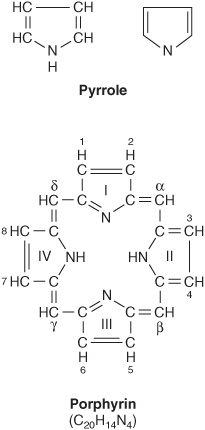 HC CH
HC CH
N
H
N
Pyrrole
1 2
H H
C C
δ I α
HC CH
N
8 HC 3 CH
IV NH HN II
7 HC CH 4
N
HC CH
γ III β
C C
H H
6 5
Porphyrin
(C20H14N4)